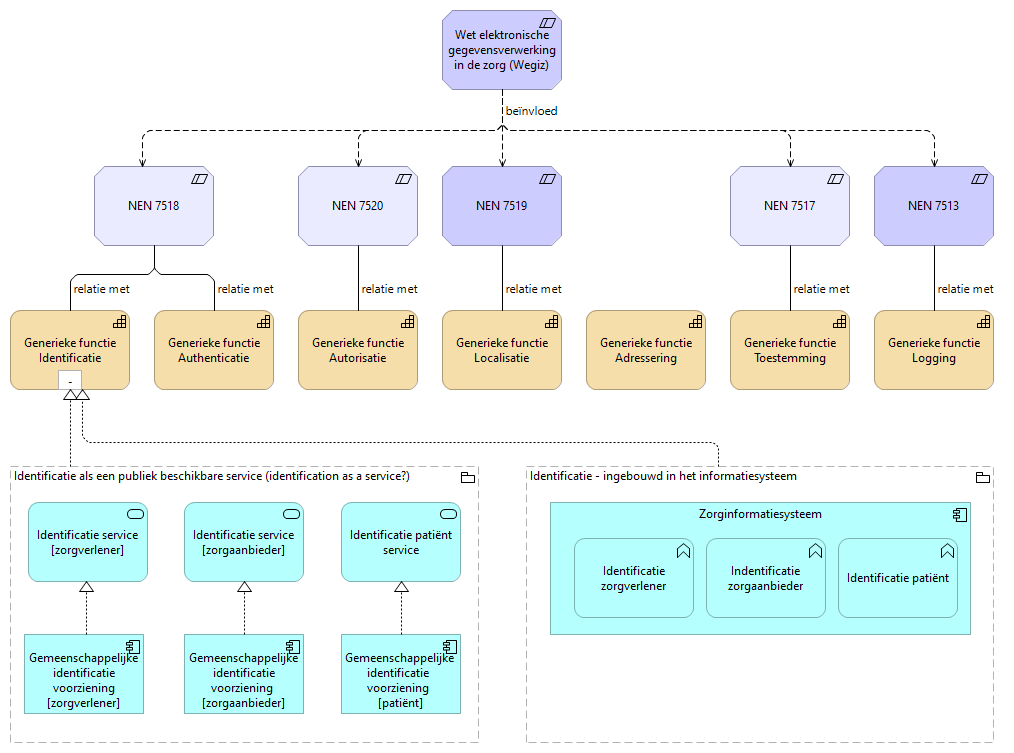 Wet elektronische
gegevensverwerking
in de zorg (Wegiz)
beïnvloed
NEN 7518
NEN 7520
NEN 7519
NEN 7517
NEN 7513
relatie met
relatie met
relatie met
relatie met
relatie met
relatie met
Generieke functie
Identificatie
-
Generieke functie
Authenticatie
Generieke functie
Autorisatie
Generieke functie
Localisatie
Generieke functie
Adressering
Generieke functie
Toestemming
Generieke functie
Logging
Identificatie als een publiek beschikbare service (identification as a service?)
Identificatie service
[zorgverlener]
Identificatie service
[zorgaanbieder]
Identificatie patiënt
service
Gemeenschappelijke
identificatie
voorziening
[zorgverlener]
Gemeenschappelijke
identificatie
voorziening
[zorgaanbieder]
Gemeenschappelijke
identificatie
voorziening
[patiënt]
Identificatie - ingebouwd in het informatiesysteem
Zorginformatiesysteem
Identificatie
zorgverlener
Indentificatie
zorgaanbieder
Identificatie patiënt